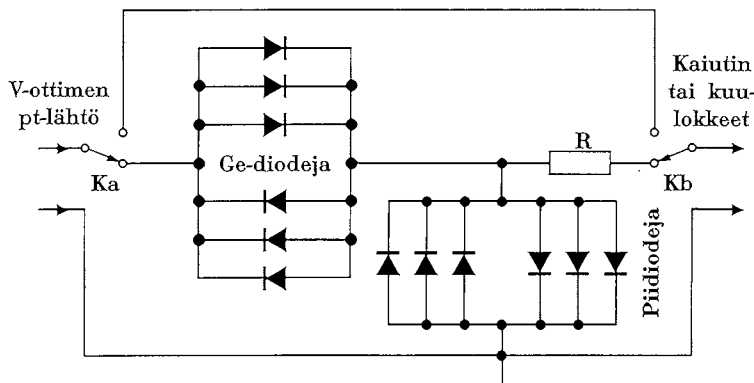 V-ottimen
pt-lähtö
Ka
Ge-diodeja
R
Kaiutin
tai kuu-
lokkeet
Kb
Piidiodeja